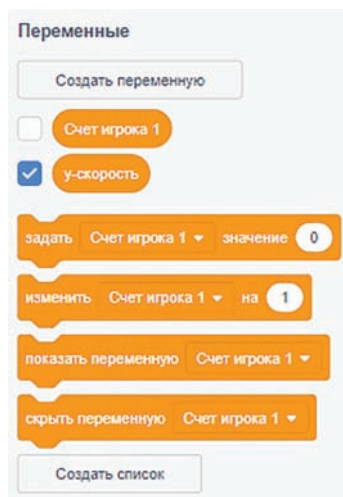 Переменные
Создать переменную
Счет игрока 1
у-скорость
задать Счет игрока 1 значение 0
изменить Счет игрока 1 на 1
показать переменную Счет игрока 1
скрыть переменную Счет игрока 1
Создать список